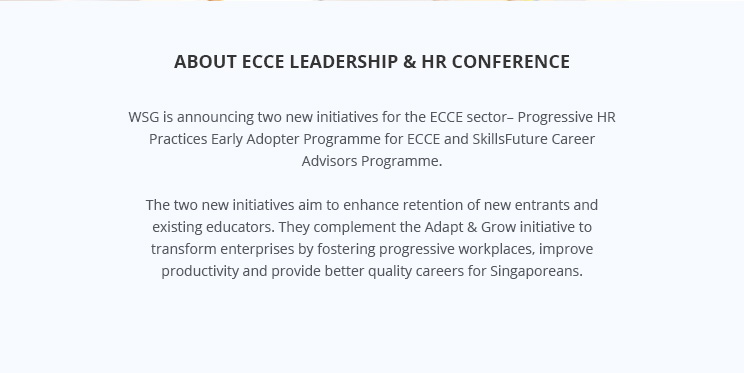 ABOUT ECCE LEADERSHIP & HR CONFERENCE
WSG is announcing two new initiatives for the ECCE sector– Progressive HR
Practices Early Adopter Programme for ECCE and SkillsFuture Career
Advisors Programme.
The two new initiatives aim to enhance retention of new entrants and
existing educators. They complement the Adapt & Grow initiative to
transform enterprises by fostering progressive workplaces, improve
productivity and provide better quality careers for Singaporeans.